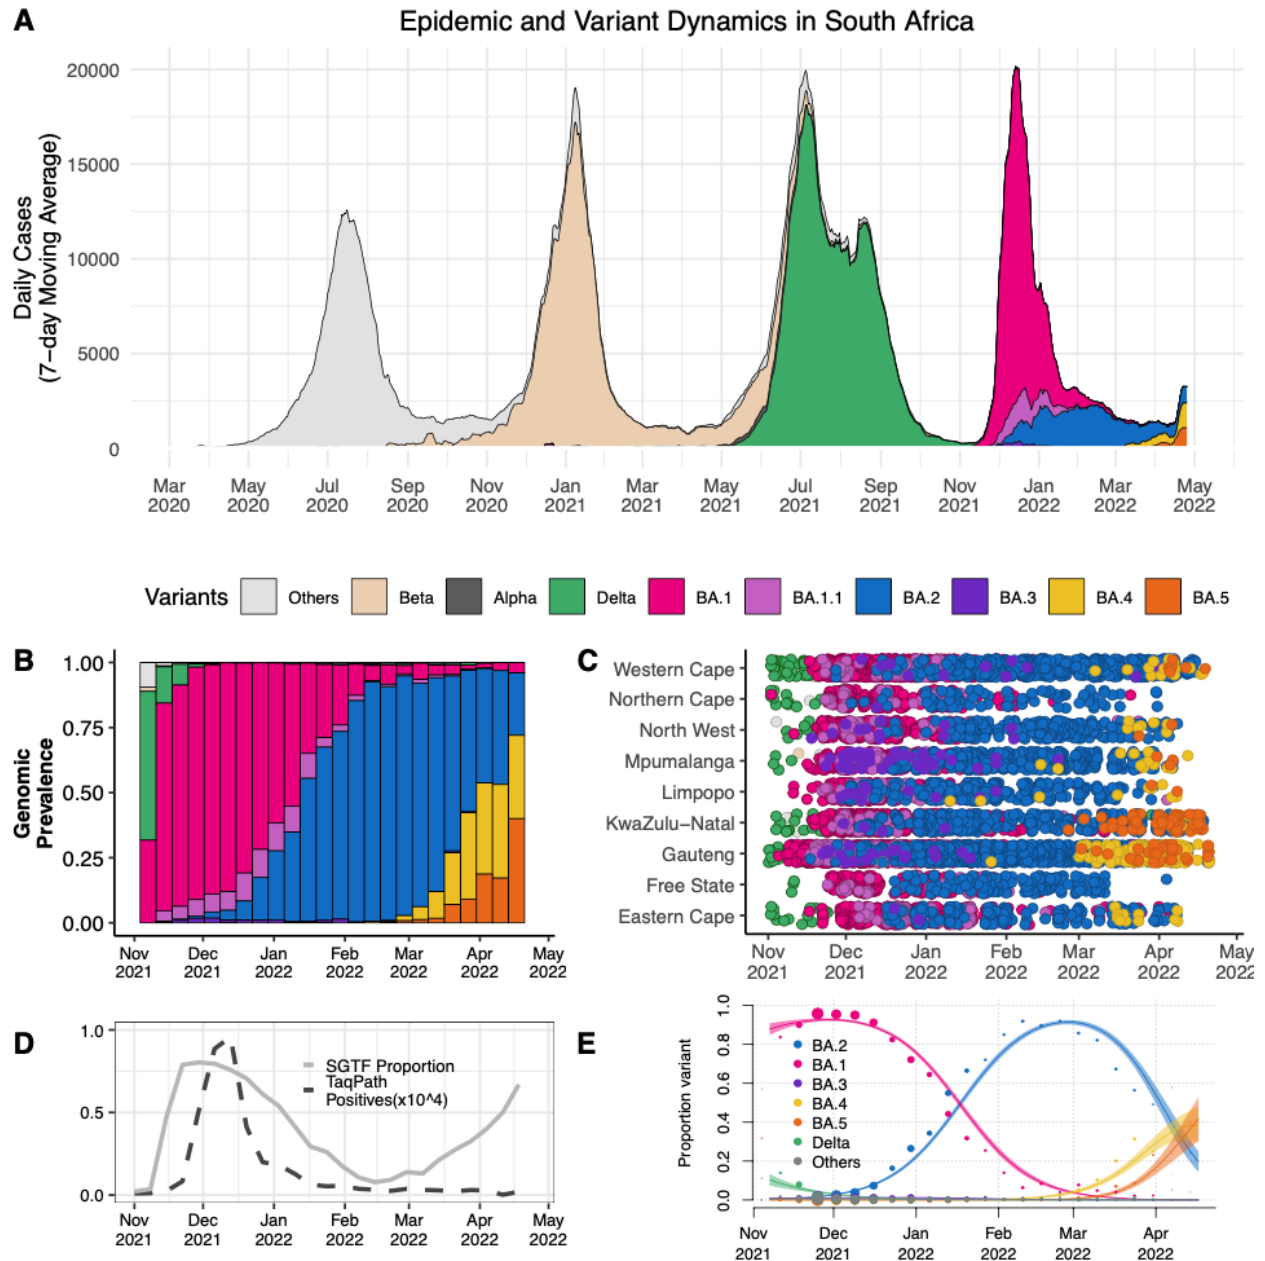 A
Epidemic and Variant Dynamics in South Africa
Daily Cases
(7−day Moving Average)
20000
15000
10000
5000
0
Mar May Jul Sep Nov Jan Mar May Jul Sep Nov Jan Mar May
2020 2020 2020 2020 2020 2021 2021 2021 2021 2021 2021 2022 2022 2022
Variants Others Beta Alpha Delta BA.1 BA.1.1 BA.2 BA.3 BA.4 BA.5
B
Genomic
Prevalence
1.00
0.75
0.50
0.25
0.00
Nov Dec Jan Feb Mar Apr May
2021 2021 2022 2022 2022 2022 2022
C
Western Cape
Northern Cape
North West
Mpumalanga
Limpopo
KwaZulu−Natal
Gauteng
Free State
Eastern Cape
Nov Dec Jan Feb Mar Apr May
2021 2021 2022 2022 2022 2022 2022
D
1.0
0.5
0.0
SGTF Proportion
TaqPath
Positives(x10^4)
Nov Dec Jan Feb Mar Apr May
2021 2021 2022 2022 2022 2022 2022
E
Proportion variant
1.0
0.8
0.6
0.4
0.2
0.0
BA.2
BA.1
BA.3
BA.4
BA.5
Delta
Others
Nov Dec Jan Feb Mar Apr
2021 2021 2022 2022 2022 2022